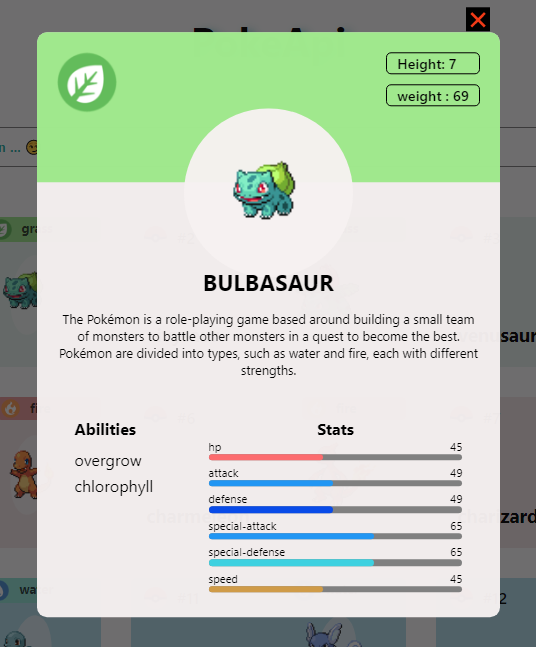 Height: 7
weight : 69
BULBASAUR
The Pokémon is a role-playing game based around building a small team
of monsters to battle other monsters in a quest to become the best.
Pokémon are divided into types, such as water and fire, each with different
strengths.
Abilities
overgrow
chlorophyll
Stats
hp 45
attack 49
defense 49
special-attack 65
special-defense 65
speed 45